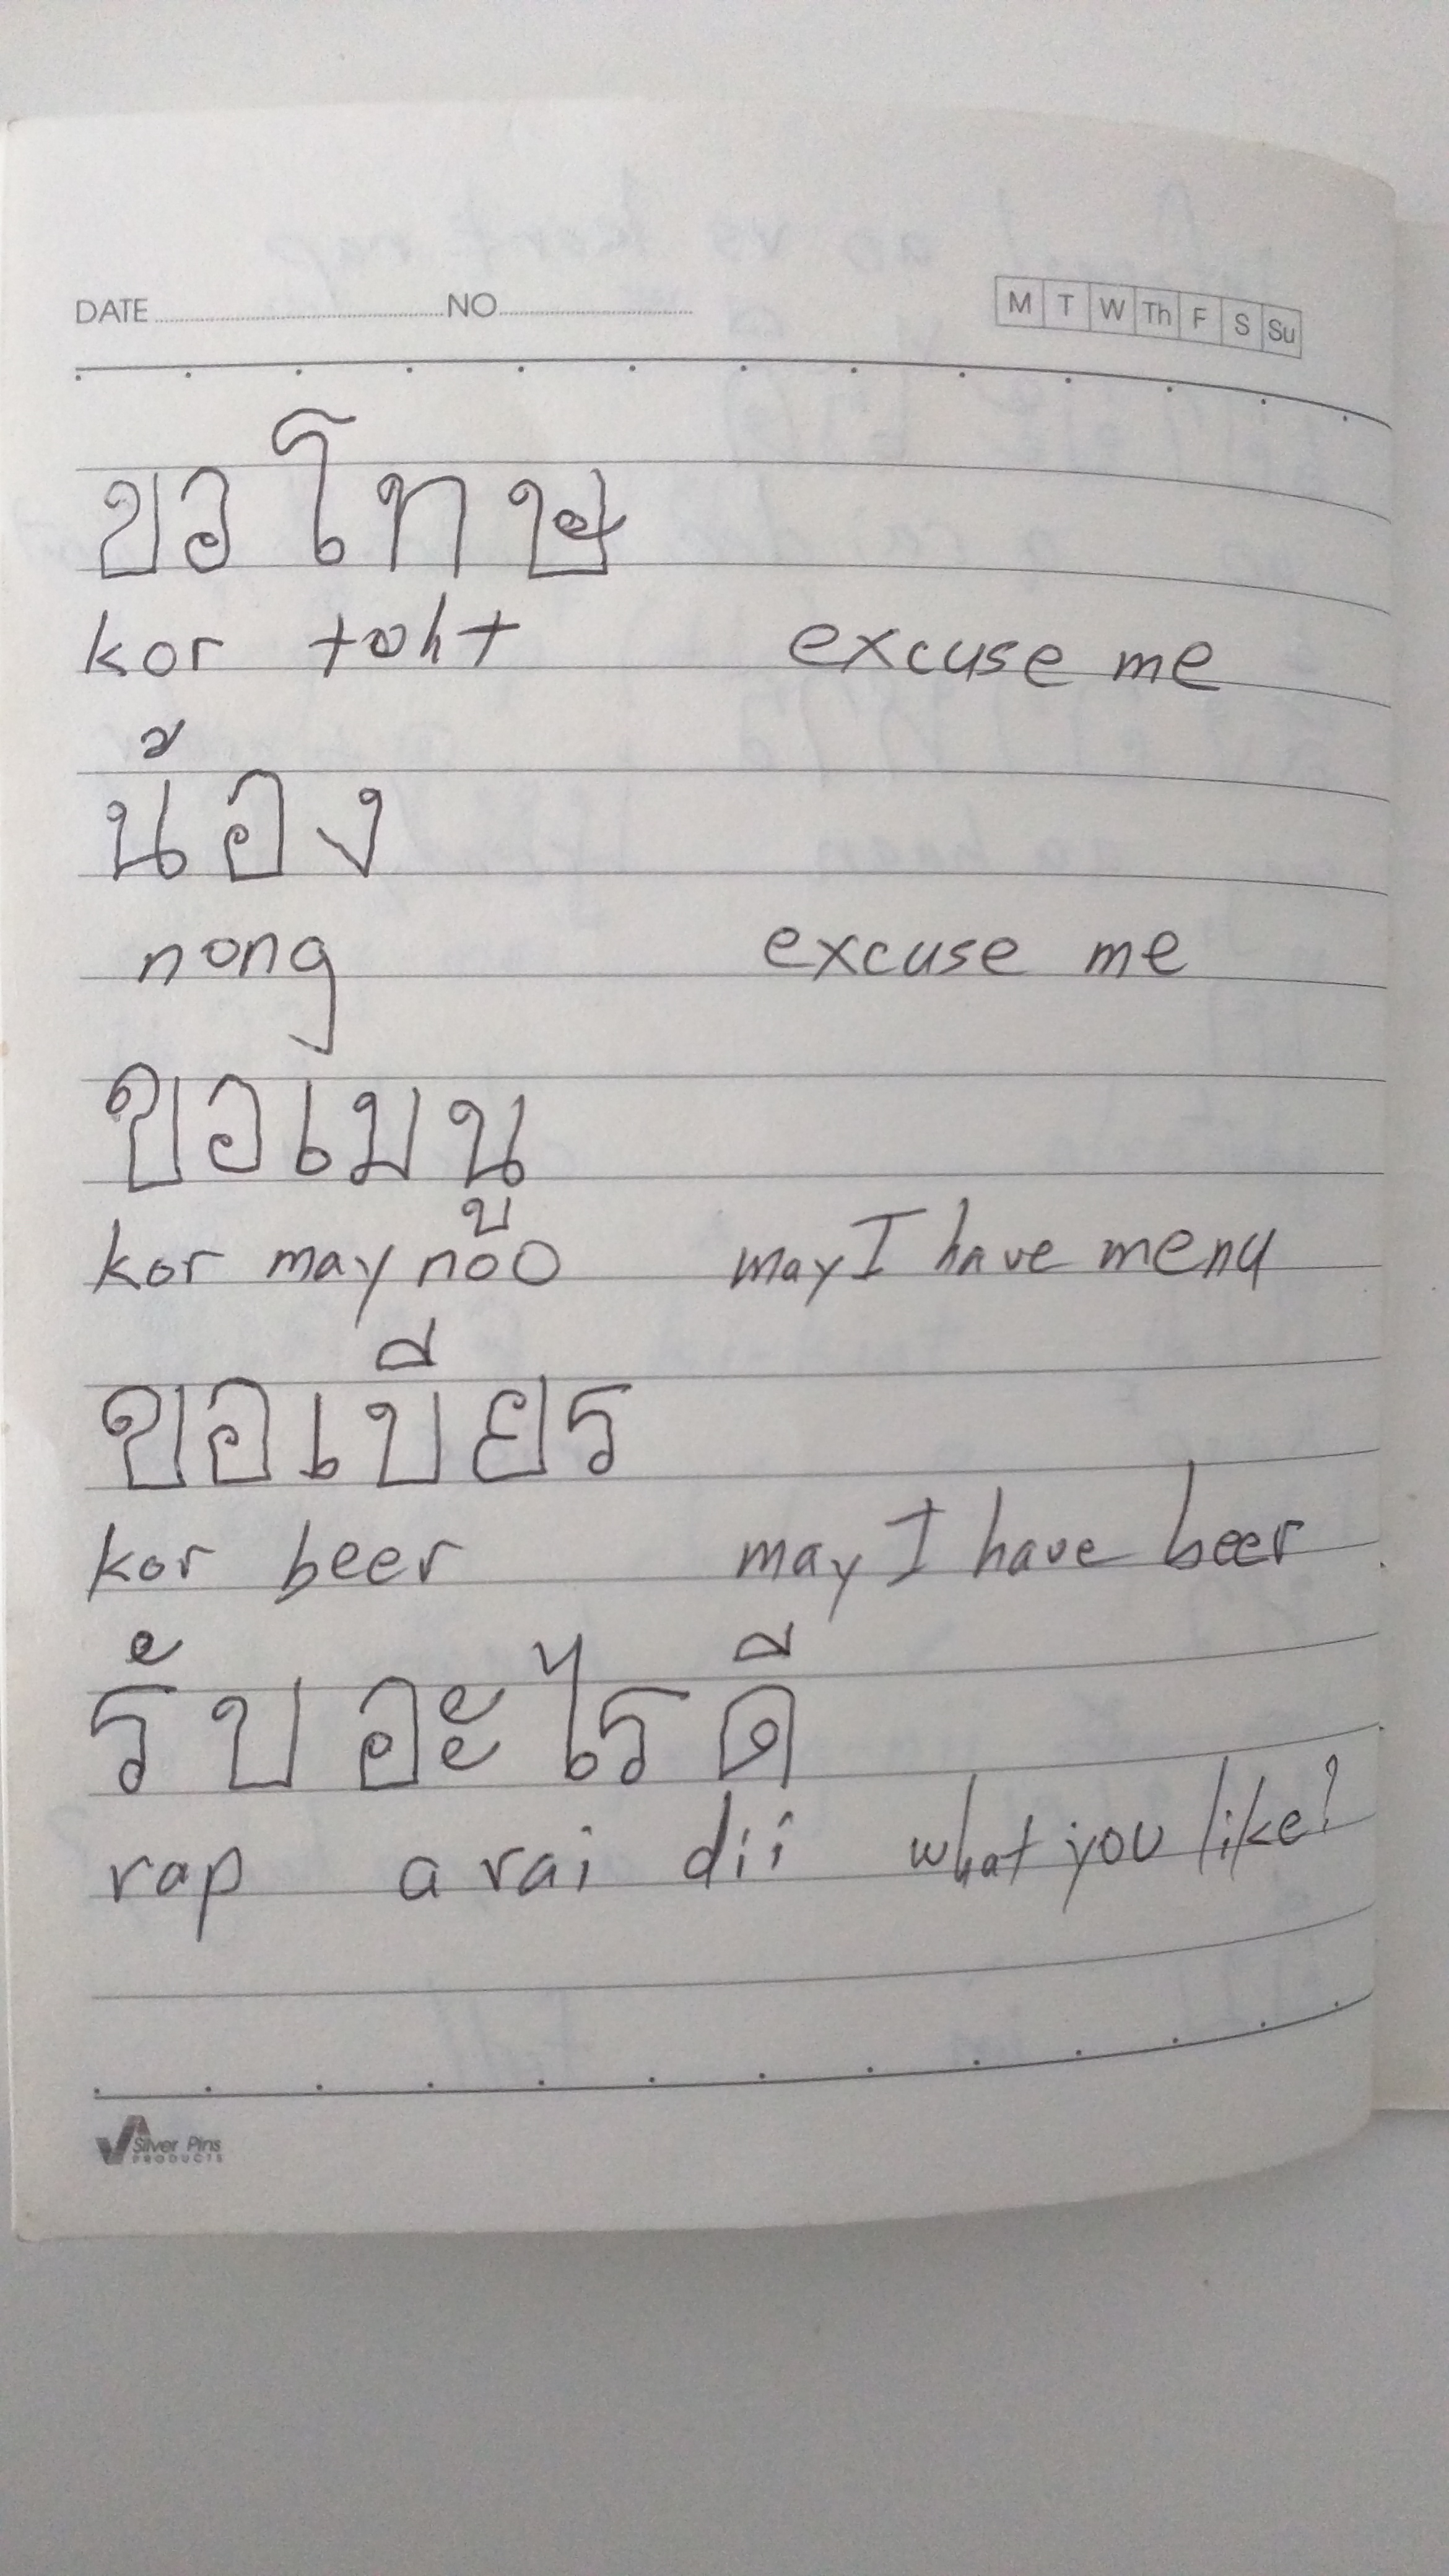 DATE NO M T W Th F S Su
ขอโทษ
kor toht excuse me
น้อง
nong excuse me
ขอเมนู
kor may noo may I have menu
ขอเบียร
kor beer may I have beer
รับอะไรดี
rap arai dii what you like?
Silver Pins
PRODUCTS